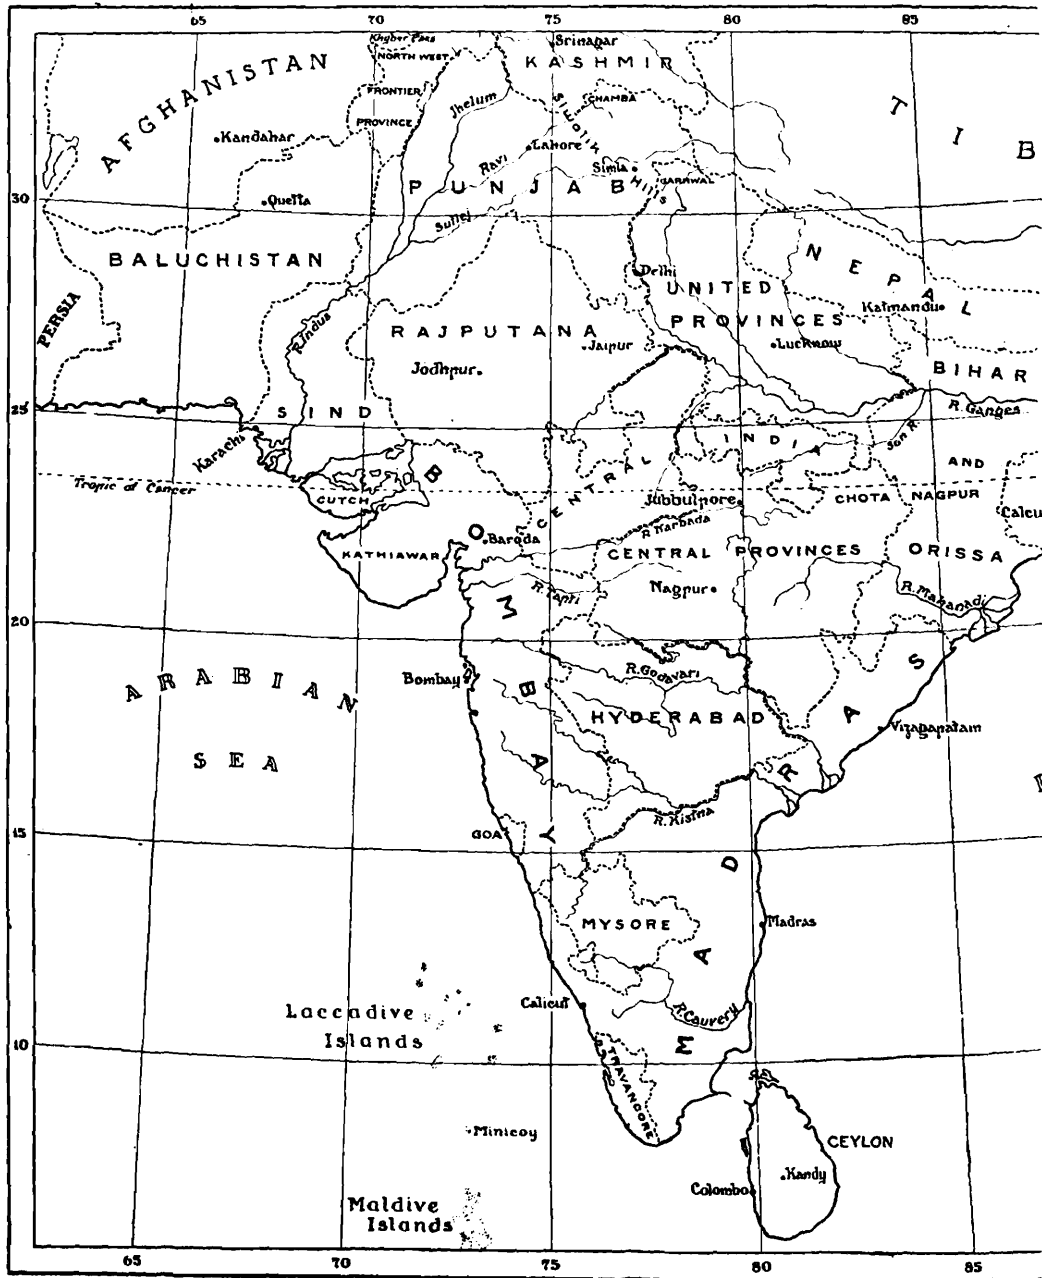 65 70 75 80 85
Khyber Pass
Srinagar
NORTH WEST
KASHMIR
AFGHANISTAN
FRONTIER
Jhelum
CHAMBA
TIB
PROVINCE
Kandahar
Siwalik Hills
Ravi
Lahore
Simla
GARHWAL
PUNJAB
30
Quetta
Sutlej
BALUCHISTAN
Delhi
NEPAL
UNITED
PROVINCES
Katmandu
PERSIA
R. Indus
RAJPUTANA
Jaipur
Lucknow
Jodhpur
BIHAR
25
SIND
R. Ganges
Karachi
CENTRAL INDIA
Son R.
AND
Tropic of Cancer
CUTCH
Jubbulpore
CHOTA NAGPUR
Calcu
R. Narbada
Baroda
KATHIAWAR
CENTRAL PROVINCES
ORISSA
R. Tapti
Nagpur
R. Mahanadi
20
BOMBAY
ARABIAN
SEA
Bombay
R. Godavari
HYDERABAD
Vizagapatam
MADRAS
R. Kistna
15
GOA
MYSORE
Madras
Calicut
R. Cauvery
Laccadive
Islands
10
TRAVANCORE
Minicoy
CEYLON
Kandy
Colombo
Maldive
Islands
65 70 75 80 85